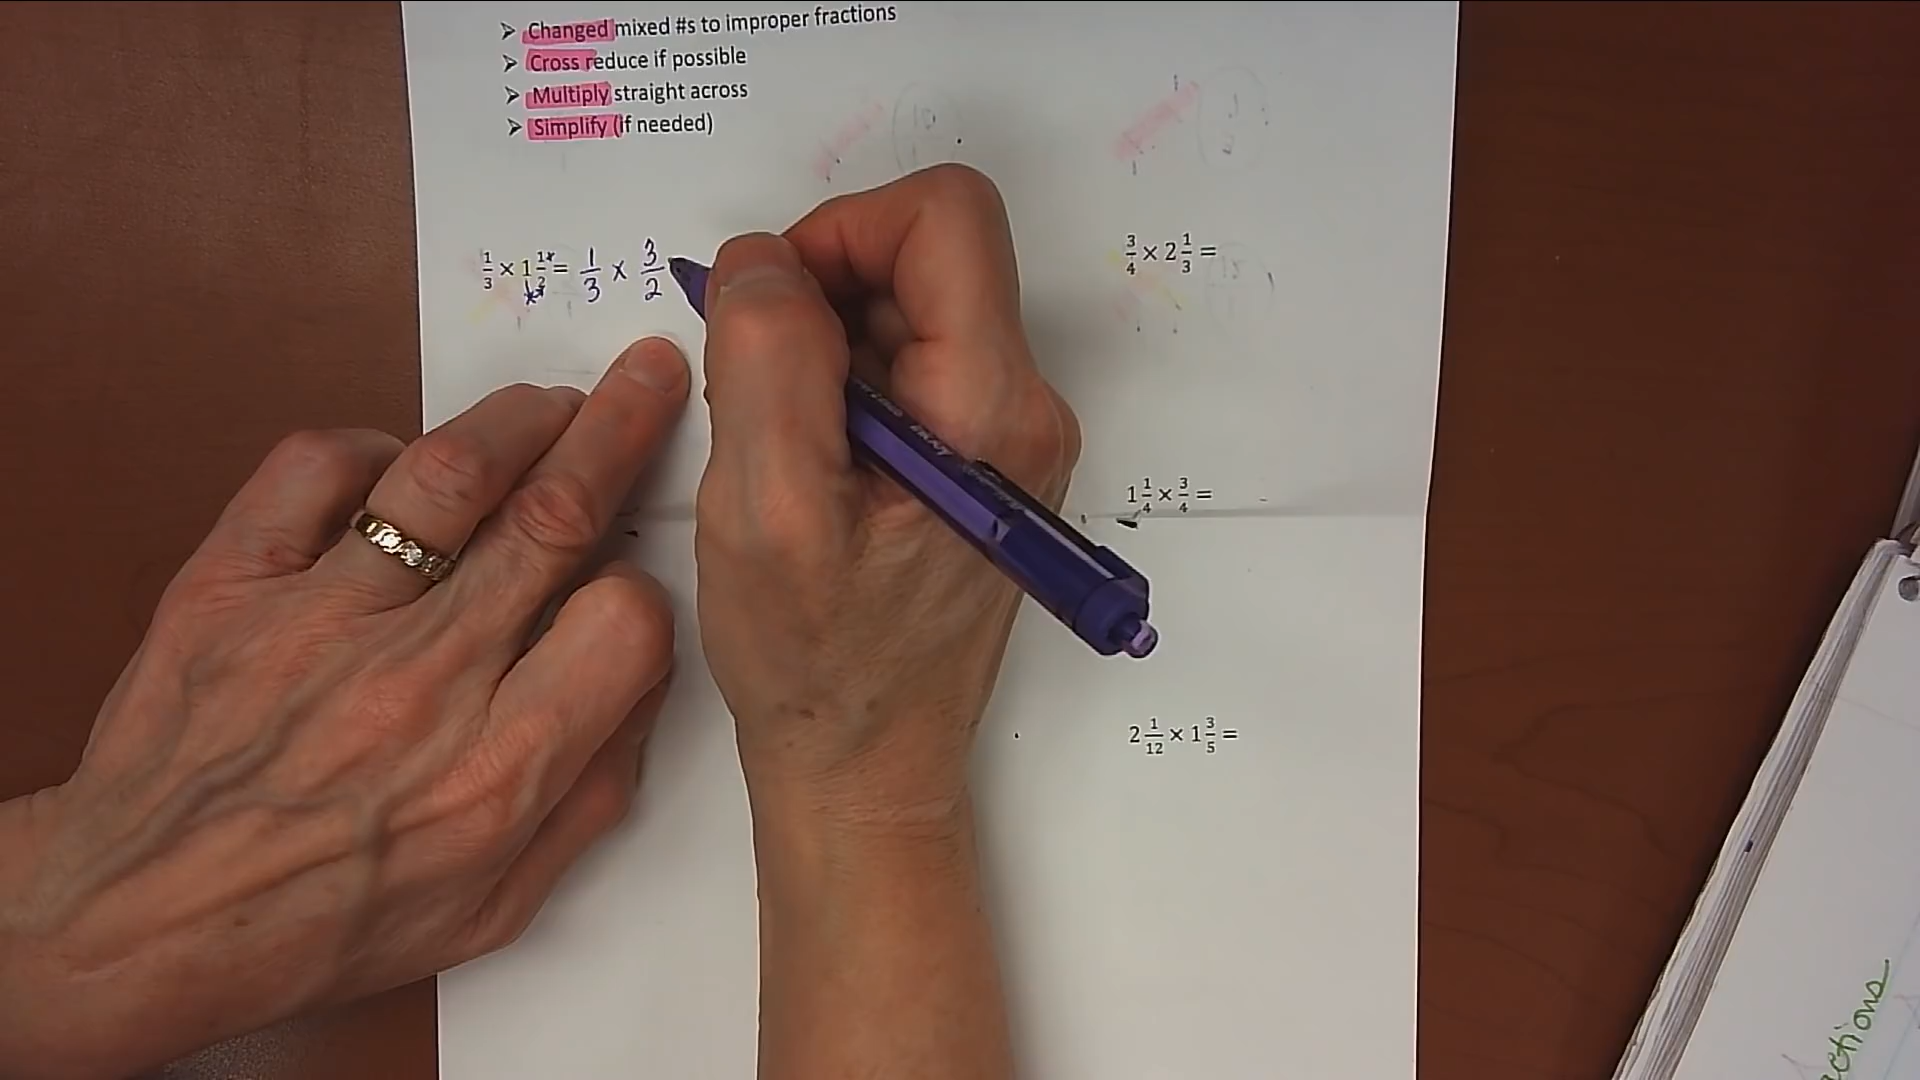 ➢ Changed mixed #s to improper fractions
➢ Cross reduce if possible
➢ Multiply straight across
➢ Simplify (if needed)
1/3 × 1 1/2 = 1/3 × 3/2
3/4 × 2 1/3 =
1 1/4 × 3/4 =
2 1/12 × 1 3/5 =